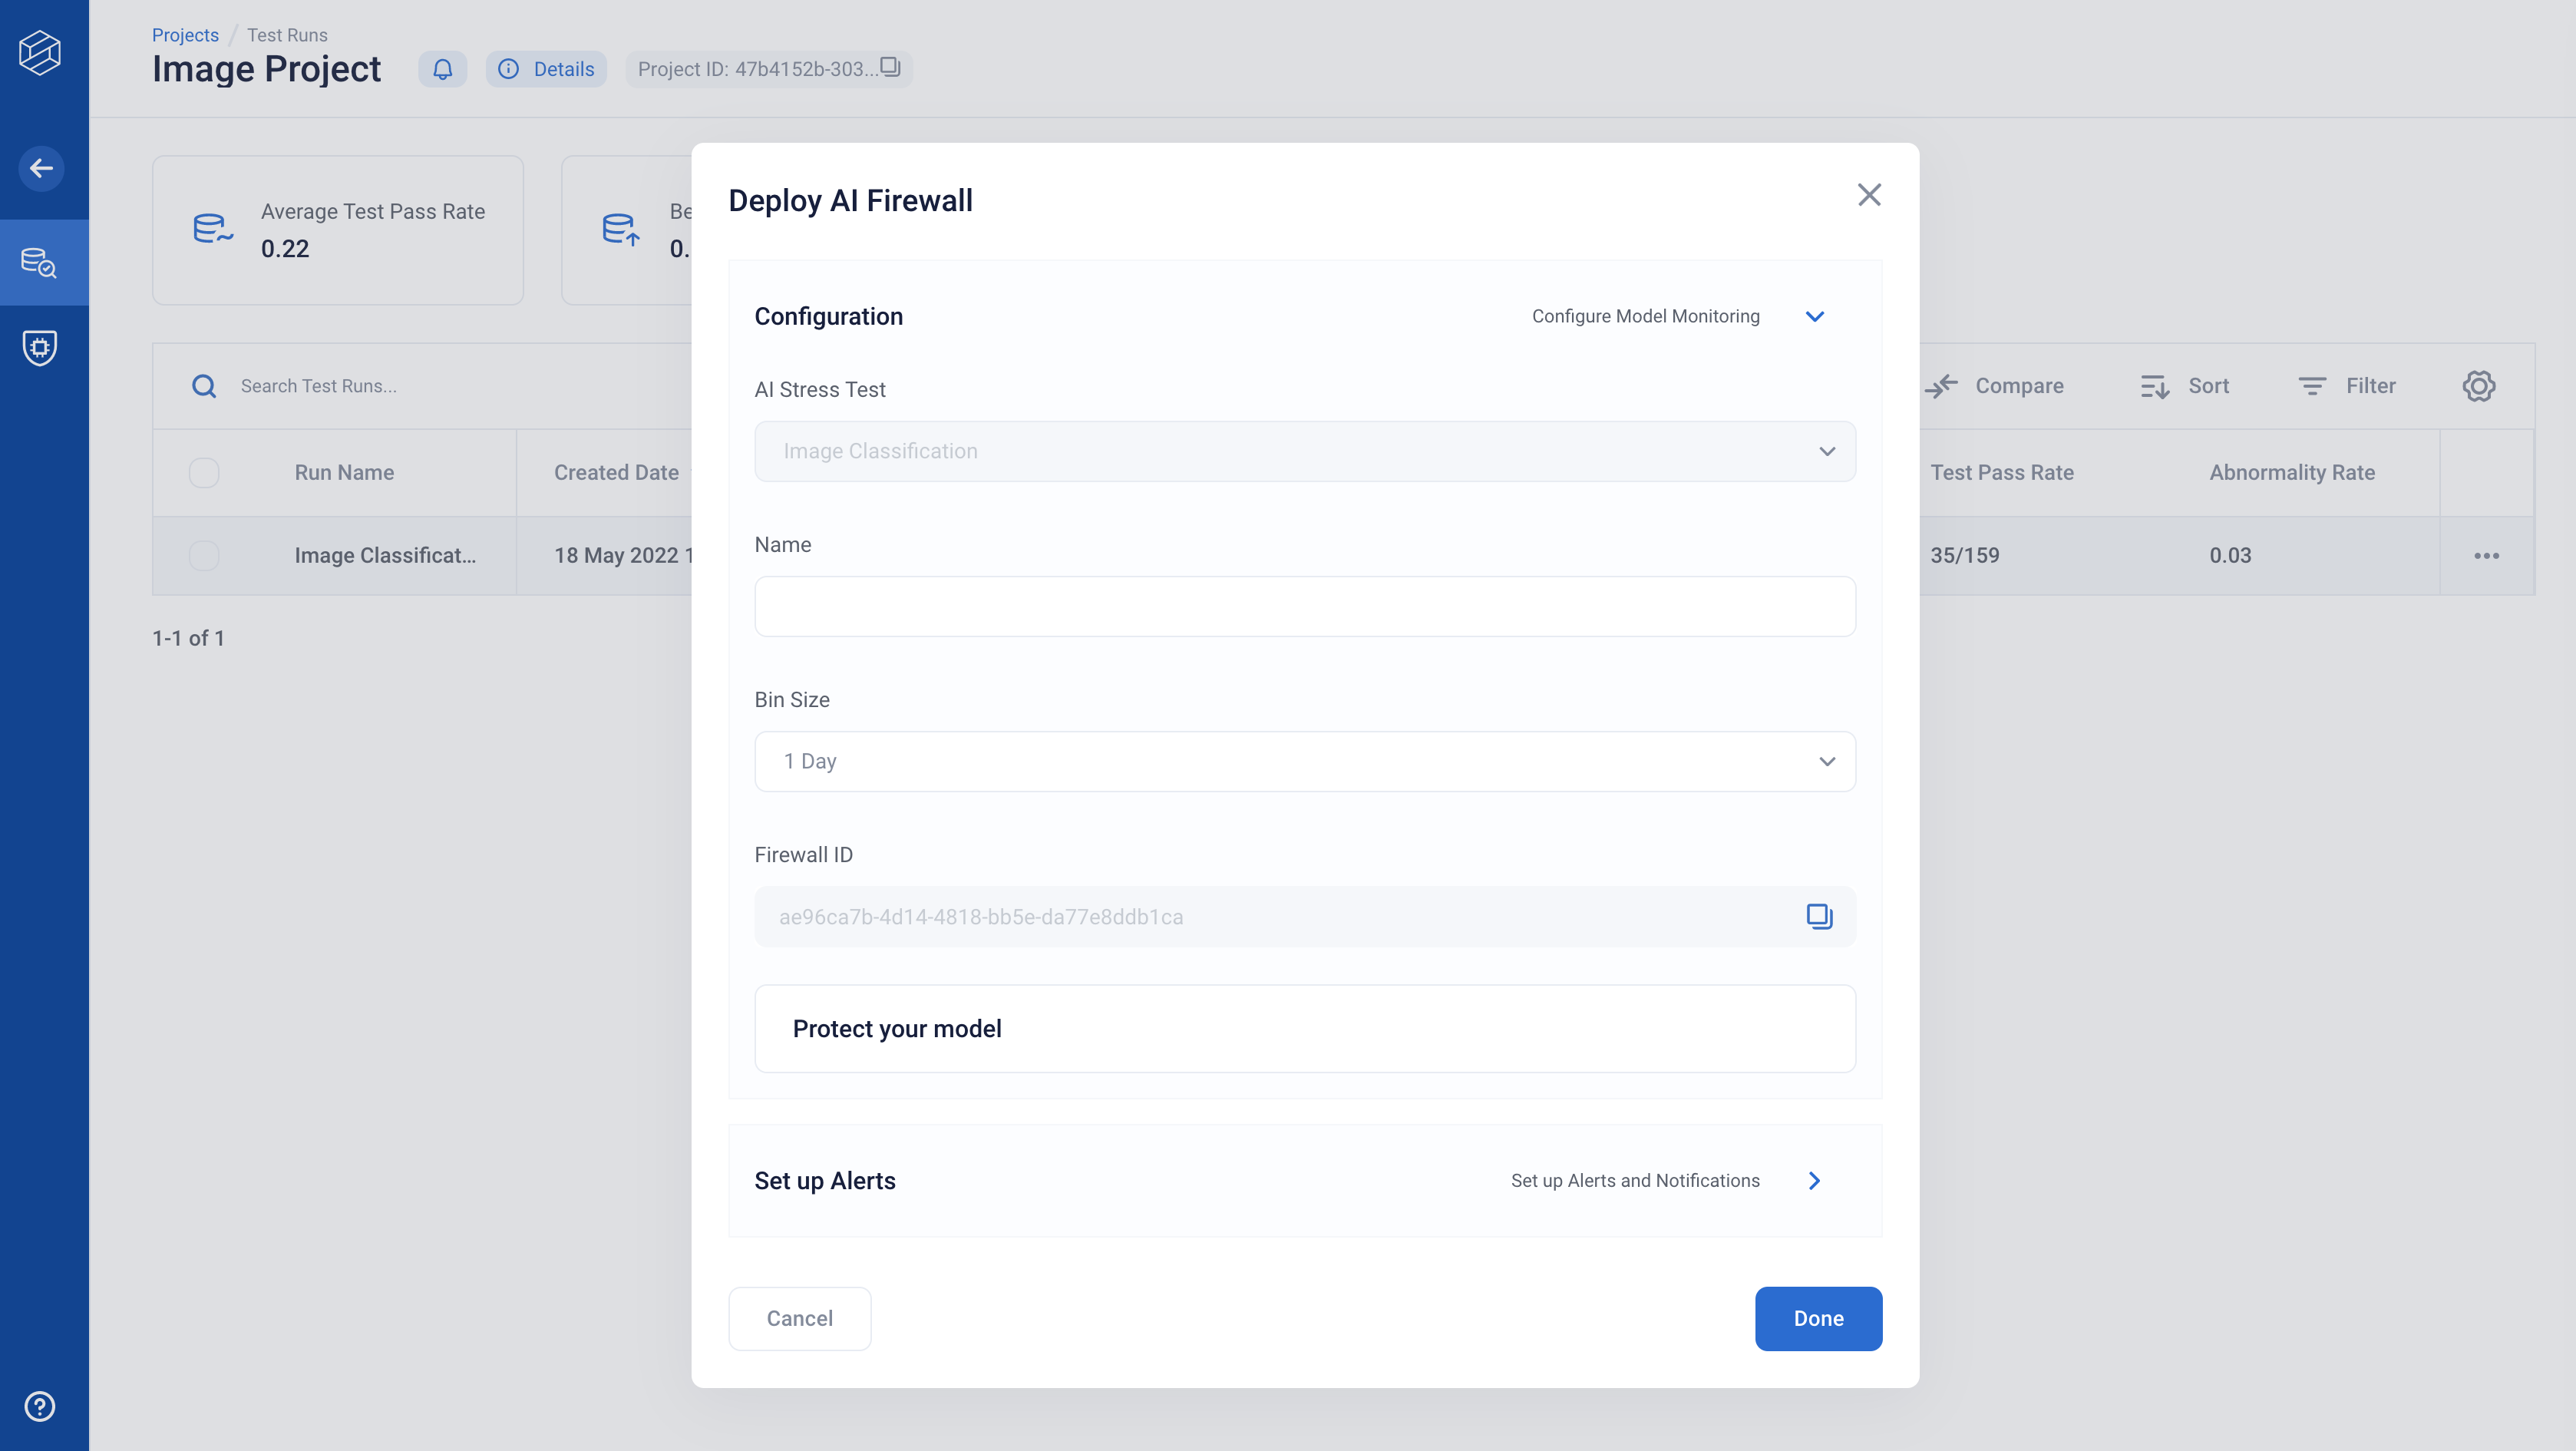 Projects / Test Runs
Image Project
Details
Project ID: 47b4152b-303...
Average Test Pass Rate
0.22
Be
0.
Search Test Runs...
Compare
Sort
Filter
Run Name
Created Date
Test Pass Rate
Abnormality Rate
Image Classificat...
18 May 2022 1
35/159
0.03
1-1 of 1
Deploy AI Firewall
Configuration
Configure Model Monitoring
AI Stress Test
Image Classification
Name
Bin Size
1 Day
Firewall ID
ae96ca7b-4d14-4818-bb5e-da77e8ddb1ca
Protect your model
Set up Alerts
Set up Alerts and Notifications
Cancel
Done